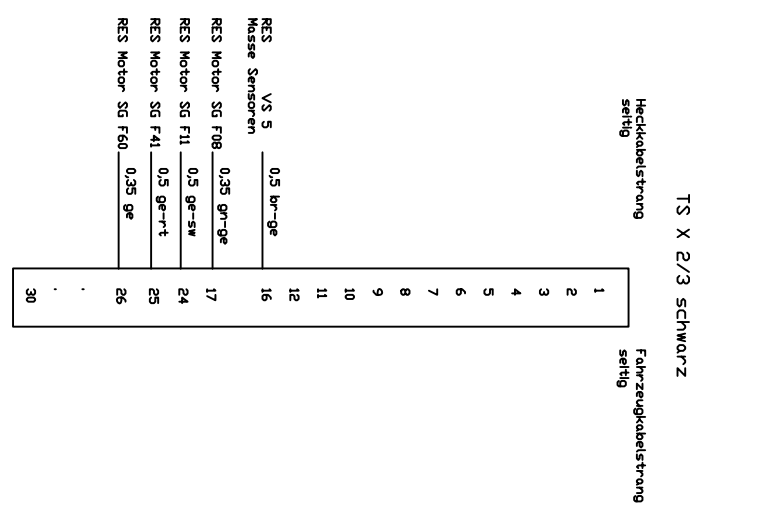 TS X 2/3 schwarz
Heckkabelstrang
seitig
Fahrzeugkabelstrang
seitig
1
2
3
4
5
6
7
8
9
10
11
12
RES VS 5
Masse Sensoren
0,5 br-ge
16
RES Motor SG F08
0,35 gn-ge
17
RES Motor SG F11
0,5 ge-sw
24
RES Motor SG F41
0,5 ge-rt
25
RES Motor SG F60
0,35 ge
26
.
.
30